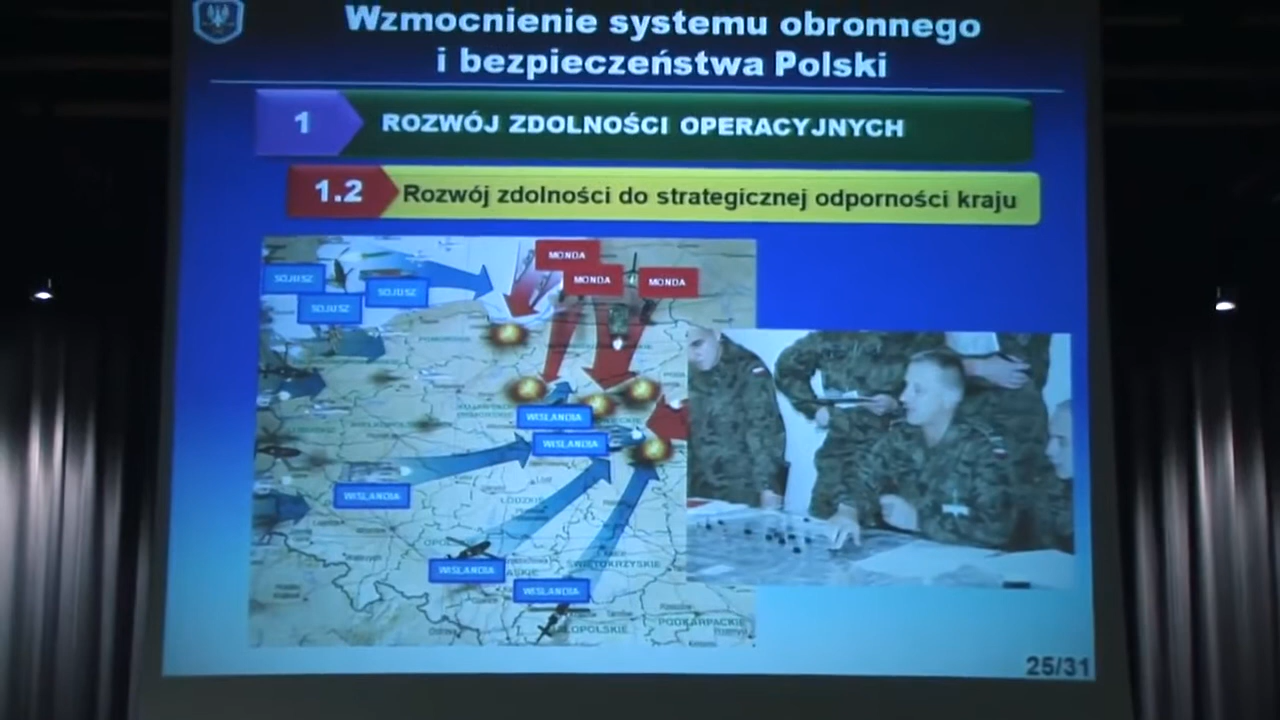 Wzmocnienie systemu obronnego
i bezpieczeństwa Polski
1 ROZWÓJ ZDOLNOŚCI OPERACYJNYCH
1.2 Rozwój zdolności do strategicznej odporności kraju
MONDA
SOJUSZ
MONDA
MONDA
SOJUSZ
SOJUSZ
WISLANDIA
WISLANDIA
WISLANDIA
ŁÓDZKIE
WISLANDIA
ŚWIĘTOKRZYSKIE
WISLANDIA
PODKARPACKIE
25/31